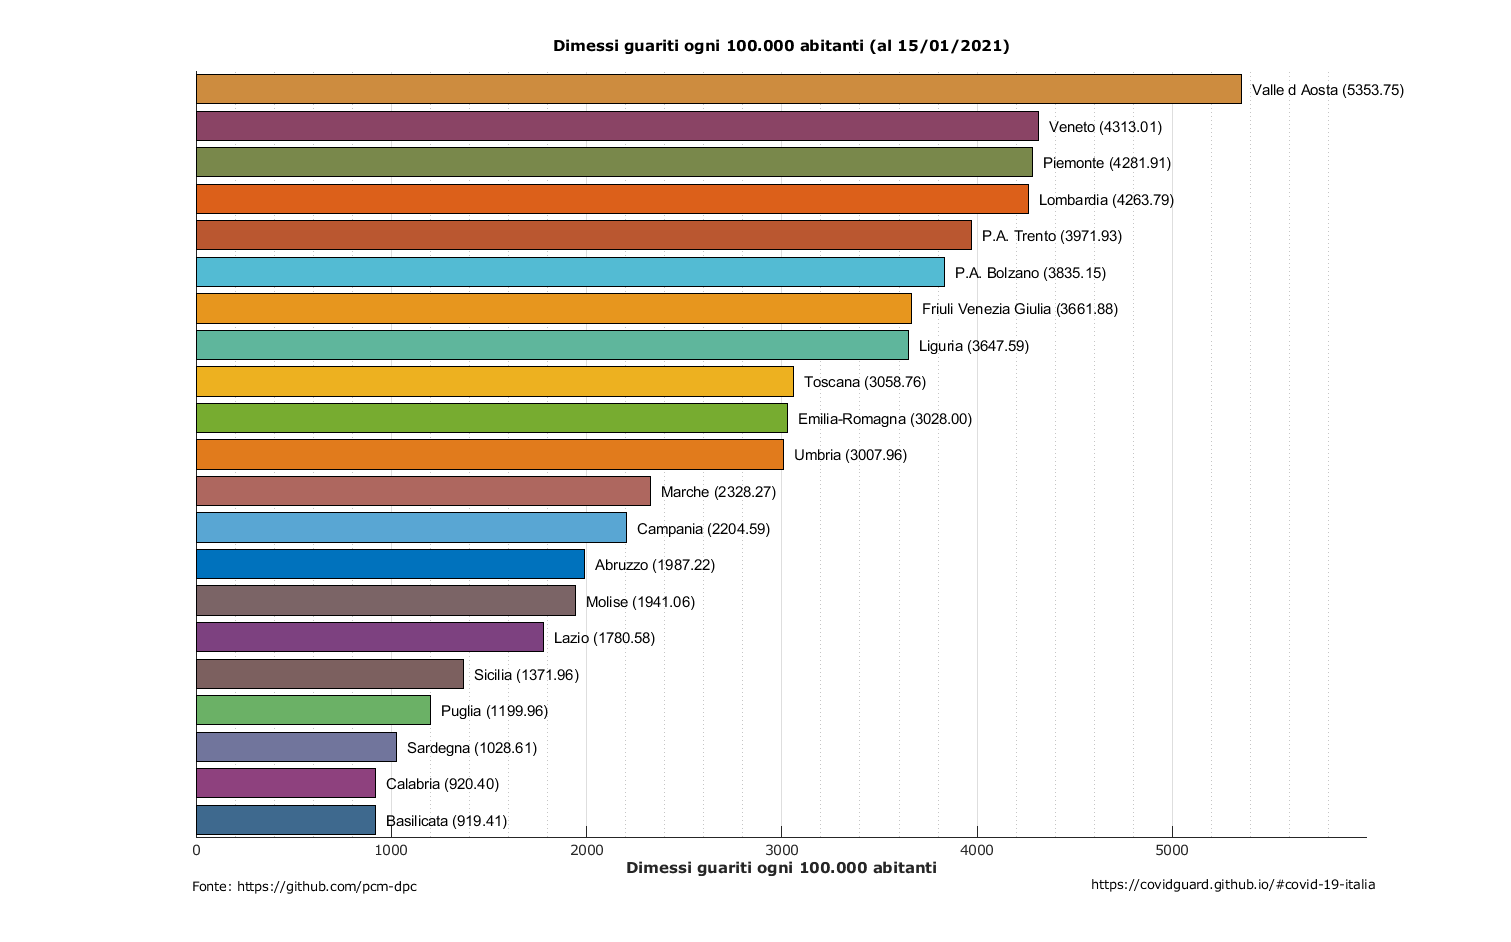 Dimessi guariti ogni 100.000 abitanti (al 15/01/2021)
Valle d Aosta (5353.75)
Veneto (4313.01)
Piemonte (4281.91)
Lombardia (4263.79)
P.A. Trento (3971.93)
P.A. Bolzano (3835.15)
Friuli Venezia Giulia (3661.88)
Liguria (3647.59)
Toscana (3058.76)
Emilia-Romagna (3028.00)
Umbria (3007.96)
Marche (2328.27)
Campania (2204.59)
Abruzzo (1987.22)
Molise (1941.06)
Lazio (1780.58)
Sicilia (1371.96)
Puglia (1199.96)
Sardegna (1028.61)
Calabria (920.40)
Basilicata (919.41)
0 1000 2000 3000 4000 5000
Dimessi guariti ogni 100.000 abitanti
Fonte: https://github.com/pcm-dpc
https://covidguard.github.io/#covid-19-italia